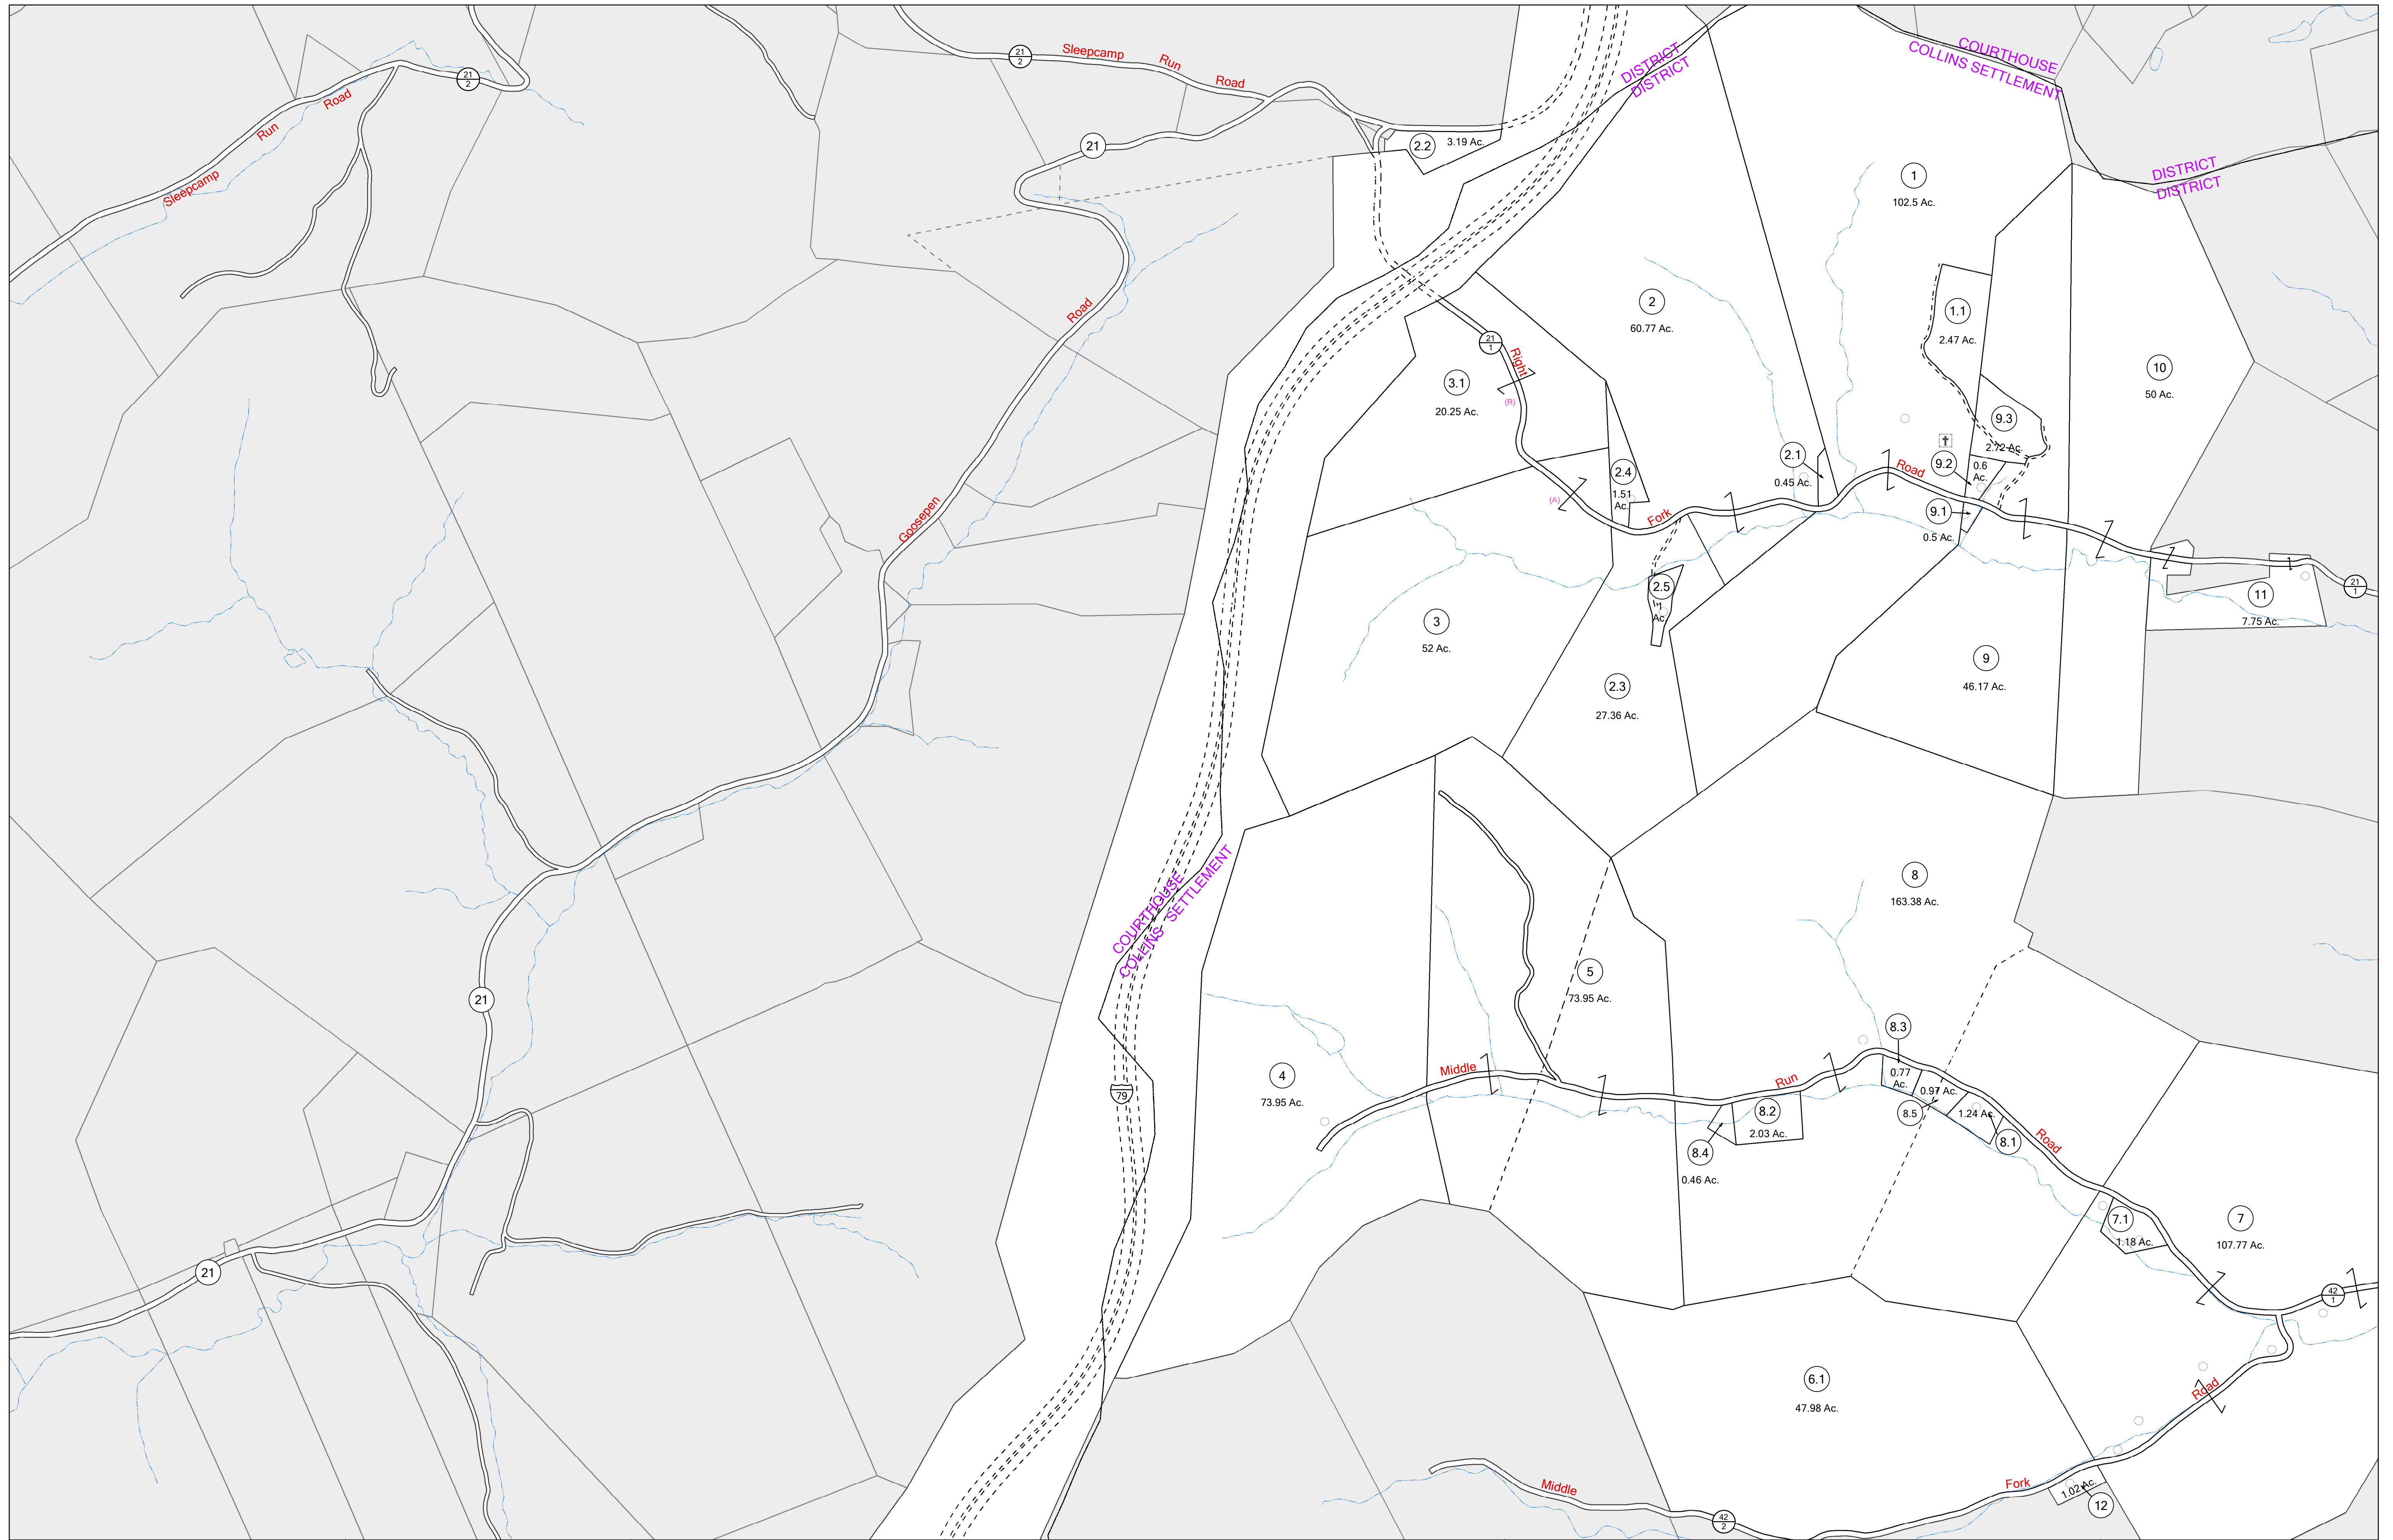 21
2
Sleepcamp
Run
Road
DISTRICT
DISTRICT
COURTHOUSE
COLLINS SETTLEMENT
21
2
Road
Run
Sleepcamp
21
2.2
3.19 Ac.
1
102.5 Ac.
DISTRICT
DISTRICT
2
60.77 Ac.
Road
1.1
2.47 Ac.
21
1
Right
3.1
20.25 Ac.
(R)
10
50 Ac.
9.3
2.72 Ac.
2.1
0.45 Ac.
9.2
0.6
Ac.
Road
2.4
1.51
Ac.
(A)
Fork
9.1
0.5 Ac.
Goosepen
2.5
1
Ac.
21
1
11
7.75 Ac.
3
52 Ac.
9
46.17 Ac.
2.3
27.36 Ac.
8
163.38 Ac.
COURTHOUSE
COLLINS SETTLEMENT
5
73.95 Ac.
21
8.3
4
73.95 Ac.
Middle
Run
0.77
Ac.
0.97 Ac.
79
8.2
2.03 Ac.
8.5
1.24 Ac.
8.1
Road
8.4
0.46 Ac.
7.1
1.18 Ac.
7
107.77 Ac.
21
42
1
6.1
47.98 Ac.
Road
Middle
Fork
1.02 Ac.
12
42
2